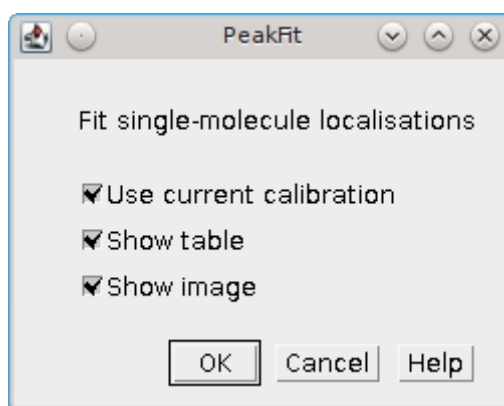 PeakFit
Fit single-molecule localisations
Use current calibration
Show table
Show image
OK Cancel Help